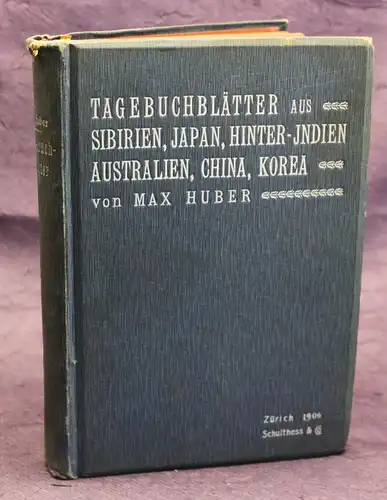 TAGEBUCHBLÄTTER AUS
SIBIRIEN, JAPAN, HINTER-JNDIEN
AUSTRALIEN, CHINA, KOREA
von MAX HUBER
Zürich 1906
Schulthess & Co